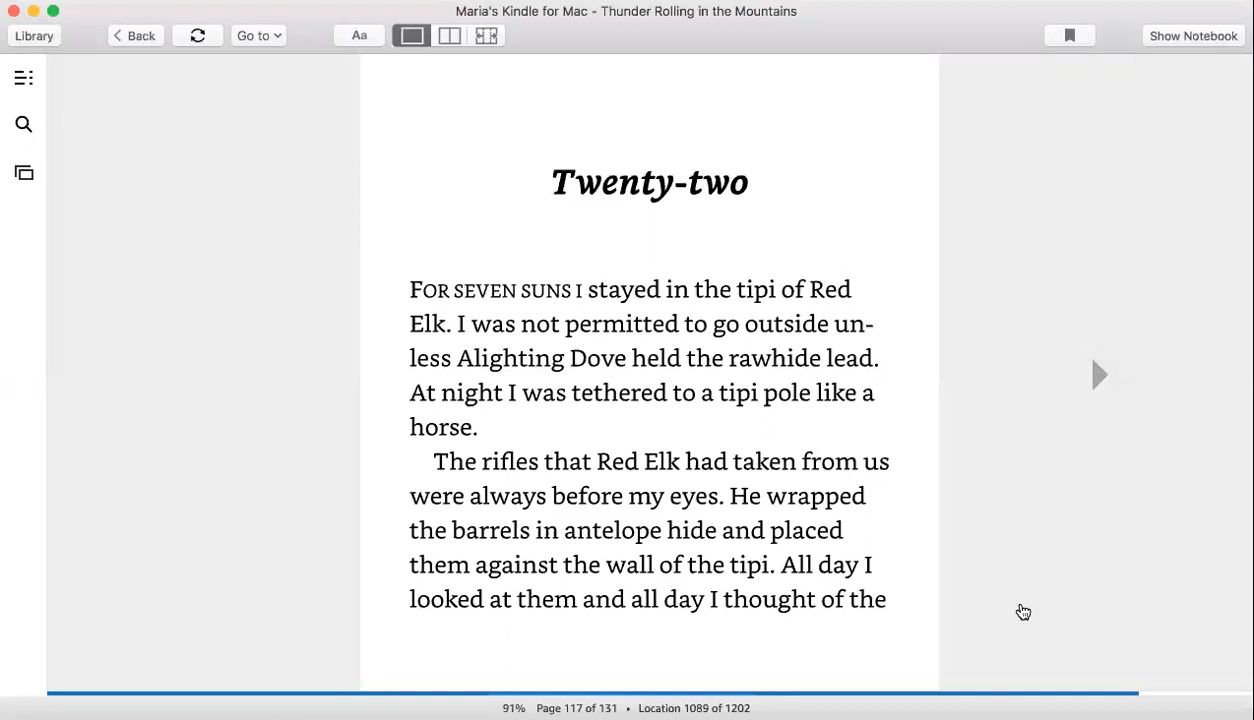 Maria's Kindle for Mac - Thunder Rolling in the Mountains
Library
Back
Go to
Aa
Show Notebook
Twenty-two
FOR SEVEN SUNS I stayed in the tipi of Red
Elk. I was not permitted to go outside un-
less Alighting Dove held the rawhide lead.
At night I was tethered to a tipi pole like a
horse.
The rifles that Red Elk had taken from us
were always before my eyes. He wrapped
the barrels in antelope hide and placed
them against the wall of the tipi. All day I
looked at them and all day I thought of the
91% Page 117 of 131 • Location 1089 of 1202